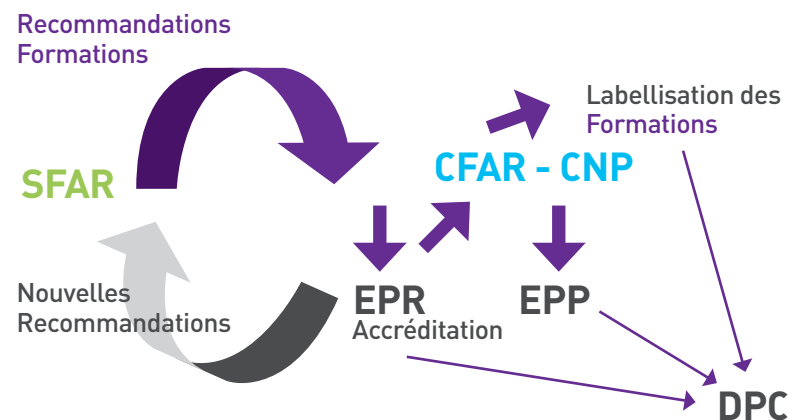 Recommandations
Formations
Labellisation des
Formations
CFAR - CNP
SFAR
Nouvelles
Recommandations
EPR
Accréditation
EPP
DPC